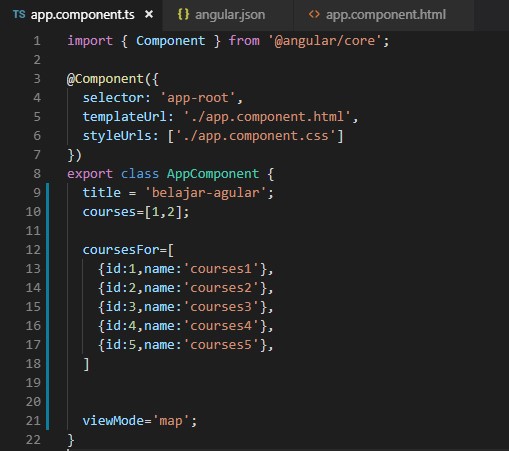 TS app.component.ts × {} angular.json <> app.component.html
1 import { Component } from '@angular/core';
2
3 @Component({
4   selector: 'app-root',
5   templateUrl: './app.component.html',
6   styleUrls: ['./app.component.css']
7 })
8 export class AppComponent {
9   title = 'belajar-agular';
10   courses=[1,2];
11
12   coursesFor=[
13     {id:1,name:'courses1'},
14     {id:2,name:'courses2'},
15     {id:3,name:'courses3'},
16     {id:4,name:'courses4'},
17     {id:5,name:'courses5'},
18   ]
19
20
21   viewMode='map';
22 }